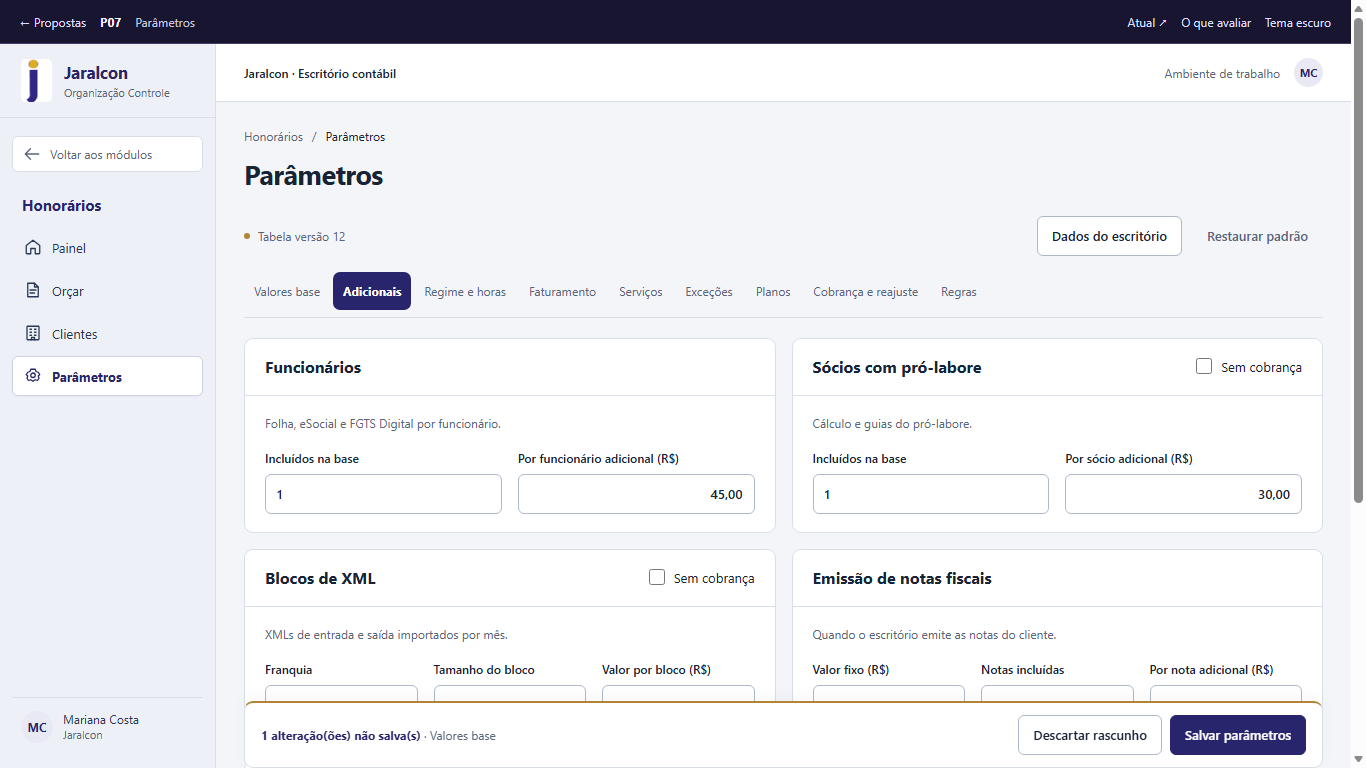 ← Propostas P07 Parâmetros Atual ↗ O que avaliar Tema escuro
Jaralcon
Organização Controle
Jaralcon · Escritório contábil
Ambiente de trabalho MC
Voltar aos módulos
Honorários
Painel
Orçar
Clientes
Parâmetros
MC
Mariana Costa
Jaralcon
Honorários / Parâmetros
Parâmetros
Tabela versão 12
Dados do escritório
Restaurar padrão
Valores base Adicionais Regime e horas Faturamento Serviços Exceções Planos Cobrança e reajuste Regras
Funcionários
Folha, eSocial e FGTS Digital por funcionário.
Incluídos na base Por funcionário adicional (R$)
1 45,00
Sócios com pró-labore Sem cobrança
Cálculo e guias do pró-labore.
Incluídos na base Por sócio adicional (R$)
1 30,00
Blocos de XML Sem cobrança
XMLs de entrada e saída importados por mês.
Franquia Tamanho do bloco Valor por bloco (R$)
Emissão de notas fiscais
Quando o escritório emite as notas do cliente.
Valor fixo (R$) Notas incluídas Por nota adicional (R$)
1 alteração(ões) não salva(s) · Valores base
Descartar rascunho
Salvar parâmetros